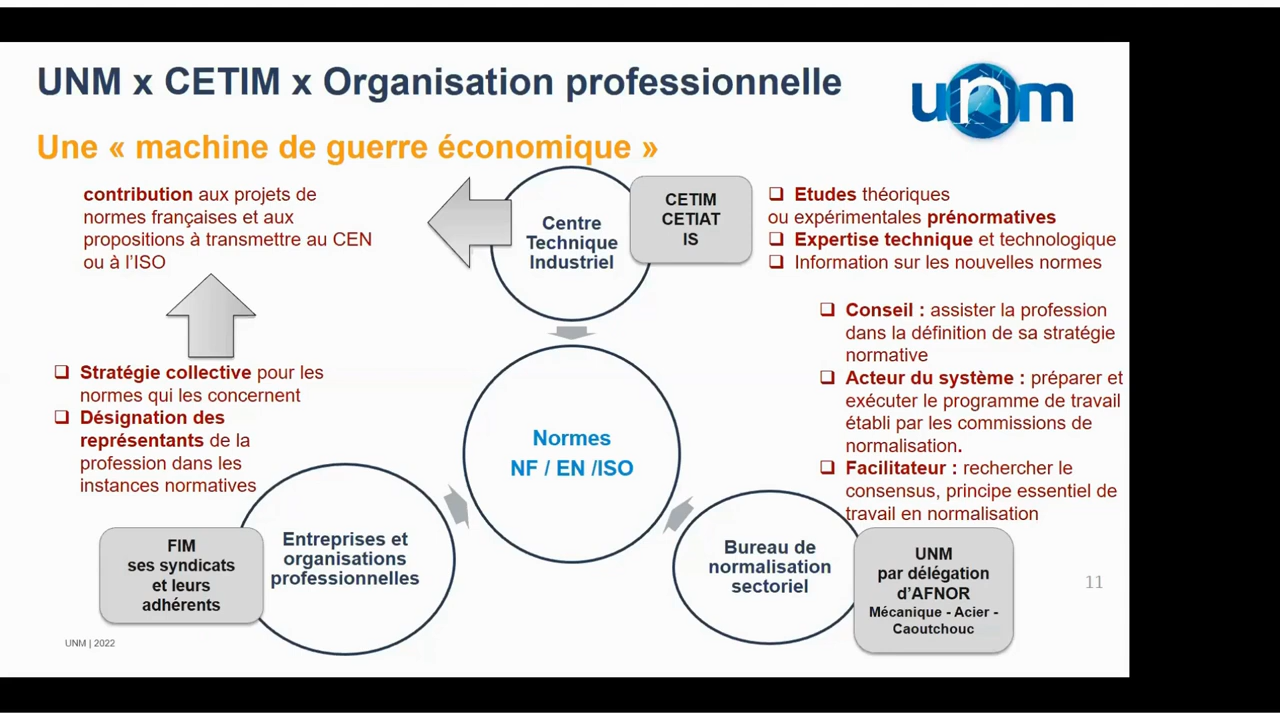 UNM x CETIM x Organisation professionnelle
unm
Une « machine de guerre économique »
contribution aux projets de
normes françaises et aux
propositions à transmettre au CEN
ou à l'ISO
Centre
Technique
Industriel
CETIM
CETIAT
IS
❑ Etudes théoriques
ou expérimentales prénormatives
❑ Expertise technique et technologique
❑ Information sur les nouvelles normes
❑ Conseil : assister la profession
dans la définition de sa stratégie
normative
❑ Acteur du système : préparer et
exécuter le programme de travail
établi par les commissions de
normalisation.
❑ Facilitateur : rechercher le
consensus, principe essentiel de
travail en normalisation
❑ Stratégie collective pour les
normes qui les concernent
❑ Désignation des
représentants de la
profession dans les
instances normatives
Normes
NF / EN /ISO
FIM
ses syndicats
et leurs
adhérents
Entreprises et
organisations
professionnelles
Bureau de
normalisation
sectoriel
UNM
par délégation
d'AFNOR
Mécanique - Acier -
Caoutchouc
11
UNM | 2022